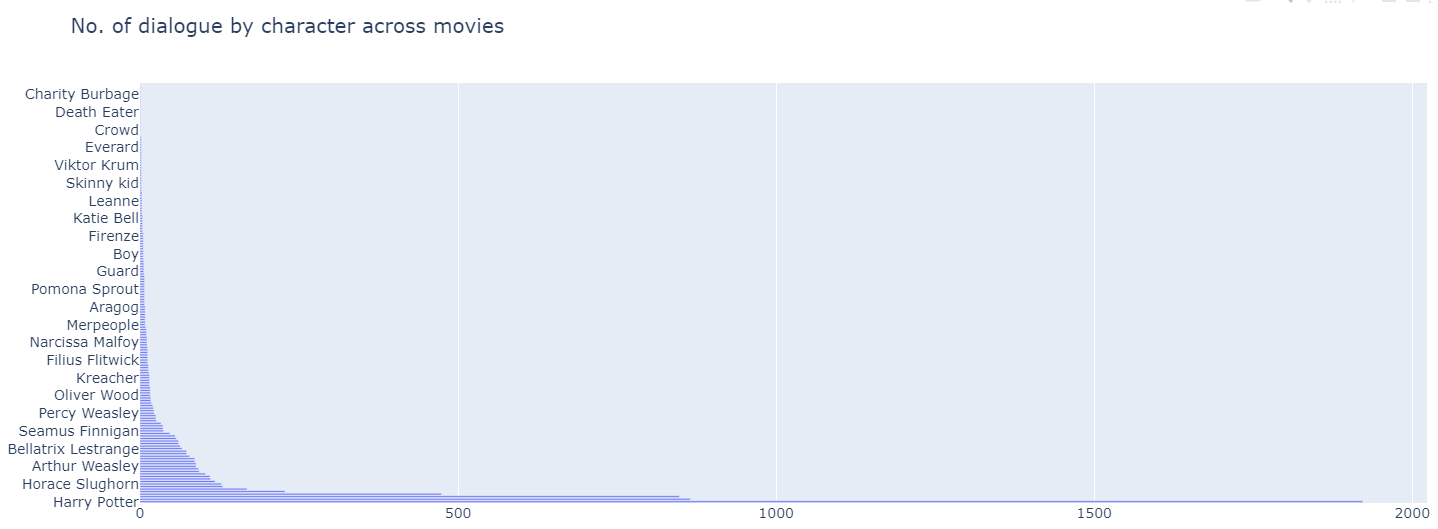 No. of dialogue by character across movies
Charity Burbage
Death Eater
Crowd
Everard
Viktor Krum
Skinny kid
Leanne
Katie Bell
Firenze
Boy
Guard
Pomona Sprout
Aragog
Merpeople
Narcissa Malfoy
Filius Flitwick
Kreacher
Oliver Wood
Percy Weasley
Seamus Finnigan
Bellatrix Lestrange
Arthur Weasley
Horace Slughorn
Harry Potter
0 500 1000 1500 2000